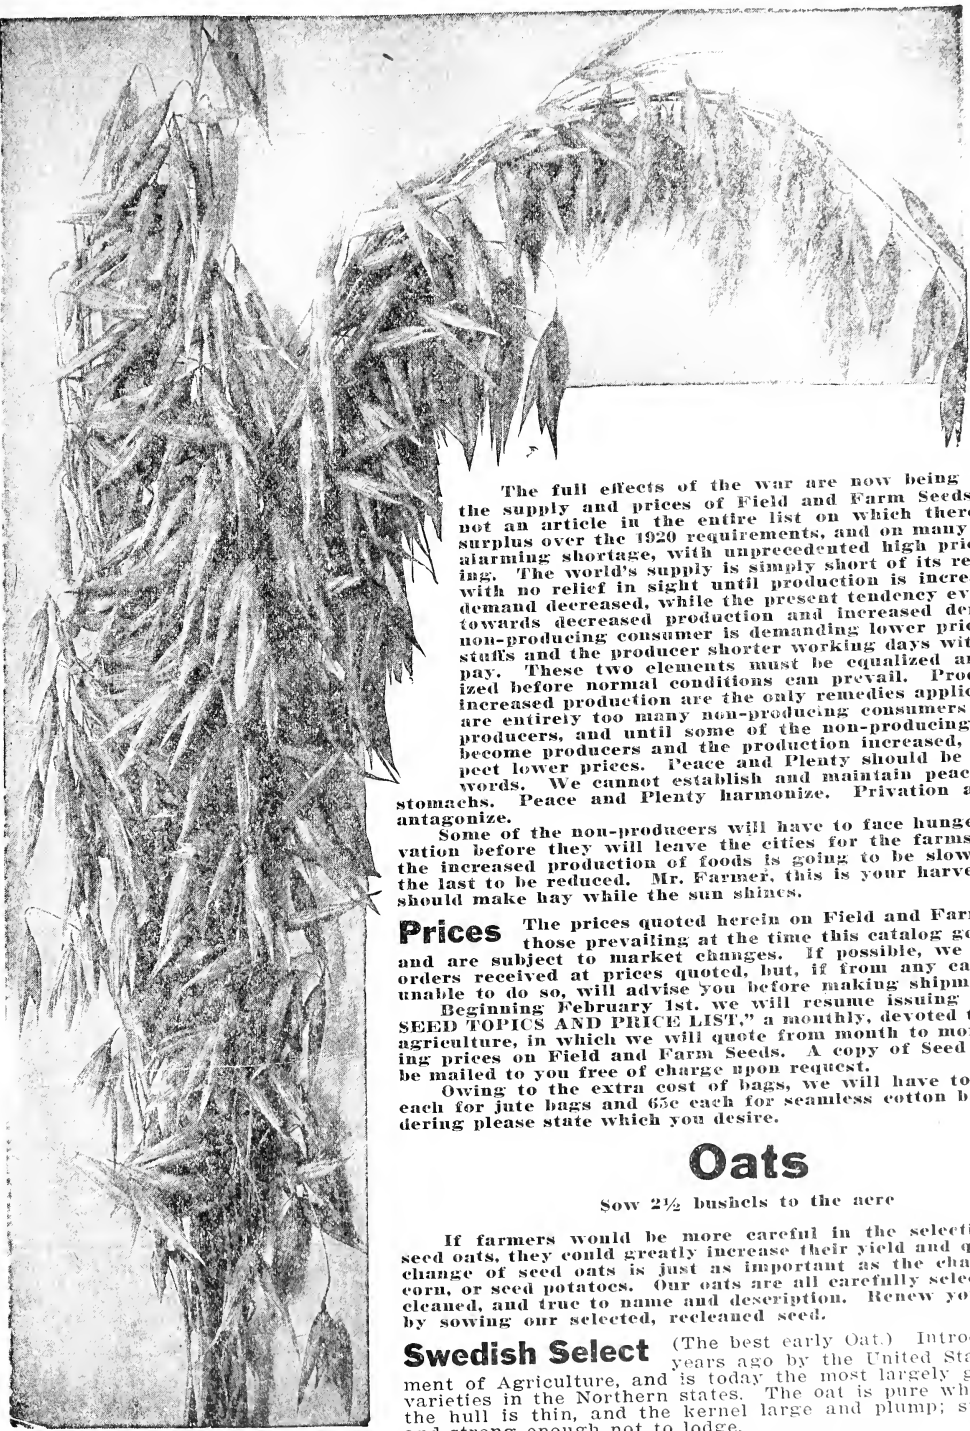 The full effects of the war are now being
the supply and prices of Field and Farm Seeds
not an article in the entire list on which ther
surplus over the 1920 requirements, and on many
alarming shortage, with unprecedented high pri
ing. The world's supply is simply short of its re
with no relief in sight until production is incre
demand decreased, while the present tendency ev
towards decreased production and increased de
non-producing consumer is demanding lower pri
stuffs and the producer shorter working days wit
pay. These two elements must be equalized a
ized before normal conditions can prevail. Pro
increased production are the only remedies applic
are entirely too many non-producing consumers
producers, and until some of the non-producing
become producers and the production increased,
pect lower prices. Peace and Plenty should be
words. We cannot establish and maintain peac
stomachs. Peace and Plenty harmonize. Privation a
antagonize.
Some of the non-producers will have to face hunge
vation before they will leave the cities for the farms
the increased production of foods is going to be slow
the last to be reduced. Mr. Farmer, this is your harve
should make hay while the sun shines.
Prices The prices quoted herein on Field and Far
those prevailing at the time this catalog go
and are subject to market changes. If possible, we
orders received at prices quoted, but, if from any ca
unable to do so, will advise you before making shipm
Beginning February 1st. we will resume issuing
SEED TOPICS AND PRICE LIST," a monthly, devoted t
agriculture, in which we will quote from month to mo
ing prices on Field and Farm Seeds. A copy of Seed
be mailed to you free of charge upon request.
Owing to the extra cost of bags, we will have to
each for jute bags and 65c each for seamless cotton b
dering please state which you desire.
Oats
Sow 2½ bushels to the acre
If farmers would be more careful in the selecti
seed oats, they could greatly increase their yield and q
change of seed oats is just as important as the cha
corn, or seed potatoes. Our oats are all carefully selec
cleaned, and true to name and description. Renew yo
by sowing our selected, recleaned seed.
Swedish Select (The best early Oat.) Intro
years ago by the United Sta
ment of Agriculture, and is today the most largely g
varieties in the Northern states. The oat is pure wh
the hull is thin, and the kernel large and plump; s
and strong enough not to lodge.